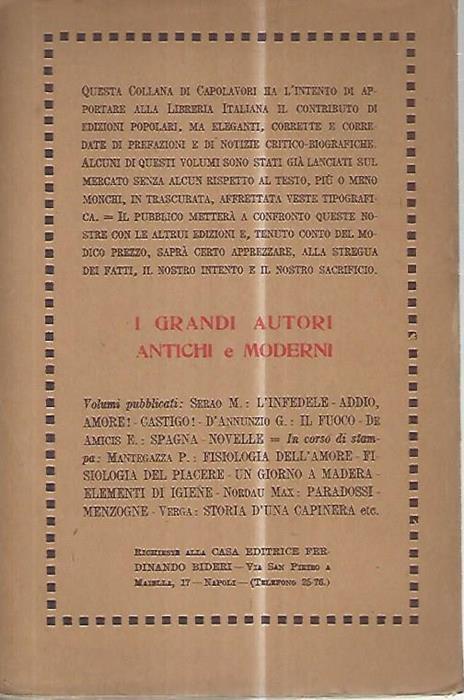 QUESTA COLLANA DI CAPOLAVORI HA L'INTENTO DI AP-
PORTARE ALLA LIBRERIA ITALIANA IL CONTRIBUTO DI
EDIZIONI POPOLARI, MA ELEGANTI, CORRETTE E CORRE-
DATE DI PREFAZIONI E DI NOTIZIE CRITICO-BIOGRAFICHE.
ALCUNI DI QUESTI VOLUMI SONO STATI GIÀ LANCIATI SUL
MERCATO SENZA ALCUN RISPETTO AL TESTO, PIÙ O MENO
MONCHI, IN TRASCURATA, AFFRETTATA VESTE TIPOGRAFI-
CA. = IL PUBBLICO METTERÀ A CONFRONTO QUESTE NO-
STRE CON LE ALTRUI EDIZIONI E, TENUTO CONTO DEL MO-
DICO PREZZO, SAPRÀ CERTO APPREZZARE, ALLA STREGUA
DEI FATTI, IL NOSTRO INTENTO E IL NOSTRO SACRIFICIO.
I GRANDI AUTORI
ANTICHI e MODERNI
Volumi pubblicati: SERAO M.: L'INFEDELE - ADDIO,
AMORE! - CASTIGO! - D'ANNUNZIO G.: IL FUOCO - DE
AMICIS E.: SPAGNA - NOVELLE = In corso di stam-
pa: MANTEGAZZA P.: FISIOLOGIA DELL'AMORE - FI-
SIOLOGIA DEL PIACERE - UN GIORNO A MADERA -
ELEMENTI DI IGIENE - NORDAU MAX: PARADOSSI -
MENZOGNE - VERGA: STORIA D'UNA CAPINERA etc.
RICHIESTE ALLA CASA EDITRICE FER-
DINANDO BIDERI — VIA SAN PIETRO A
MAIELLA, 17 — NAPOLI — (TELEFONO 25-76.)